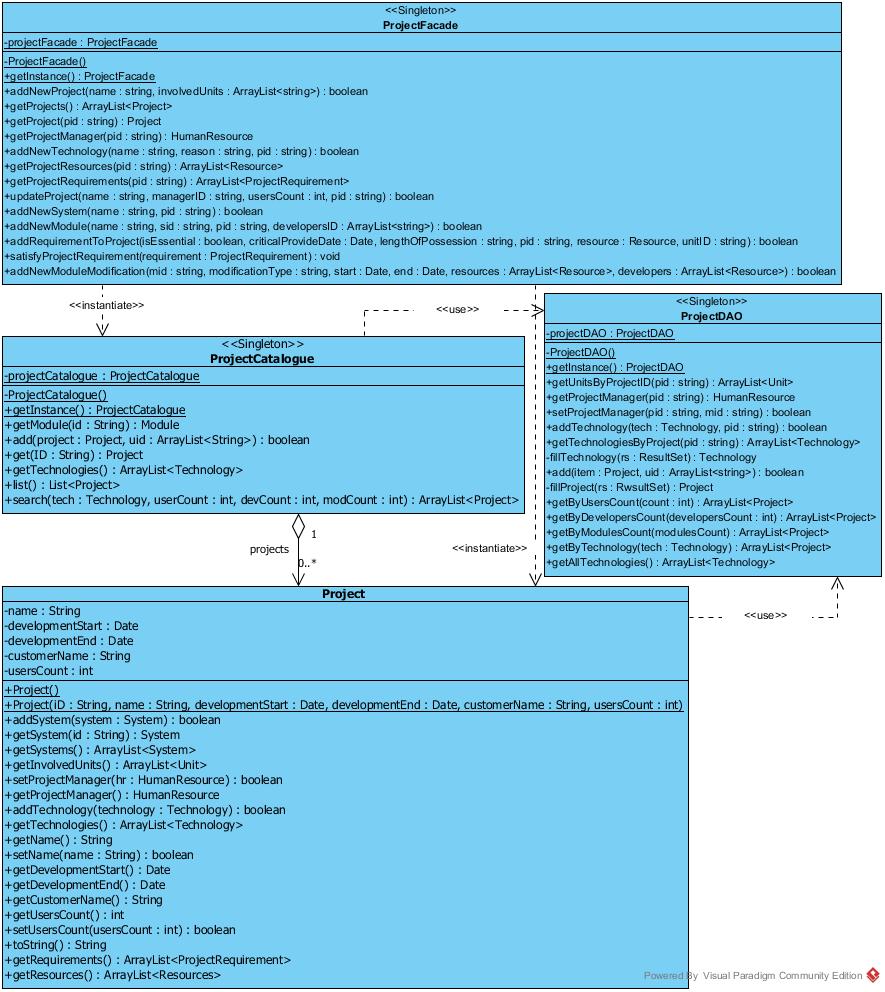 <<Singleton>>
ProjectFacade
-projectFacade : ProjectFacade
-ProjectFacade()
+getInstance() : ProjectFacade
+addNewProject(name : string, involvedUnits : ArrayList<string>) : boolean
+getProjects() : ArrayList<Project>
+getProject(pid : string) : Project
+getProjectManager(pid : string) : HumanResource
+addNewTechnology(name : string, reason : string, pid : string) : boolean
+getProjectResources(pid : string) : ArrayList<Resource>
+getProjectRequirements(pid : string) : ArrayList<ProjectRequirement>
+updateProject(name : string, managerID : string, usersCount : int, pid : string) : boolean
+addNewSystem(name : string, pid : string) : boolean
+addNewModule(name : string, sid : string, pid : string, developersID : ArrayList<string>) : boolean
+addRequirementToProject(isEssential : boolean, criticalProvideDate : Date, lengthOfPossession : string, pid : string, resource : Resource, unitID : string) : boolean
+satisfyProjectRequirement(requirement : ProjectRequirement) : void
+addNewModuleModification(mid : string, modificationType : string, start : Date, end : Date, resources : ArrayList<Resource>, developers : ArrayList<Resource>) : boolean
<<instantiate>>
<<use>>
<<Singleton>>
ProjectDAO
-projectDAO : ProjectDAO
-ProjectDAO()
+getInstance() : ProjectDAO
+getUnitsByProjectID(pid : string) : ArrayList<Unit>
+getProjectManager(pid : string) : HumanResource
+setProjectManager(pid : string, mid : string) : boolean
+addTechnology(tech : Technology, pid : string) : boolean
+getTechnologiesByProject(pid : string) : ArrayList<Technology>
-fillTechnology(rs : ResultSet) : Technology
+add(item : Project, uid : ArrayList<string>) : boolean
-fillProject(rs : RwsultSet) : Project
+getByUsersCount(count : int) : ArrayList<Project>
+getByDevelopersCount(developersCount : int) : ArrayList<Project>
+getByModulesCount(modulesCount) : ArrayList<Project>
+getByTechnology(tech : Technology) : ArrayList<Project>
+getAllTechnologies() : ArrayList<Technology>
<<Singleton>>
ProjectCatalogue
-projectCatalogue : ProjectCatalogue
-ProjectCatalogue()
+getInstance() : ProjectCatalogue
+getModule(id : String) : Module
+add(project : Project, uid : ArrayList<String>) : boolean
+get(ID : String) : Project
+getTechnologies() : ArrayList<Technology>
+list() : List<Project>
+search(tech : Technology, userCount : int, devCount : int, modCount : int) : ArrayList<Project>
1
projects
0..*
<<instantiate>>
<<use>>
Project
-name : String
-developmentStart : Date
-developmentEnd : Date
-customerName : String
-usersCount : int
+Project()
+Project(iD : String, name : String, developmentStart : Date, developmentEnd : Date, customerName : String, usersCount : int)
+addSystem(system : System) : boolean
+getSystem(id : String) : System
+getSystems() : ArrayList<System>
+getInvolvedUnits() : ArrayList<Unit>
+setProjectManager(hr : HumanResource) : boolean
+getProjectManager() : HumanResource
+addTechnology(technology : Technology) : boolean
+getTechnologies() : ArrayList<Technology>
+getName() : String
+setName(name : String) : boolean
+getDevelopmentStart() : Date
+getDevelopmentEnd() : Date
+getCustomerName() : String
+getUsersCount() : int
+setUsersCount(usersCount : int) : boolean
+toString() : String
+getRequirements() : ArrayList<ProjectRequirement>
+getResources() : ArrayList<Resources>
Powered By Visual Paradigm Community Edition